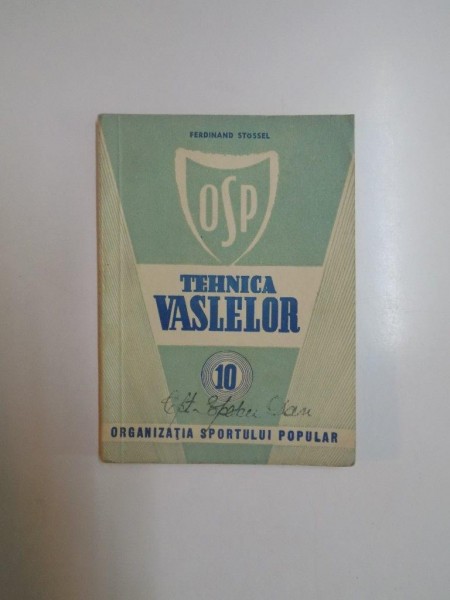 FERDINAND STOSSEL
OSP
TEHNICA
VASLELOR
10
ORGANIZAȚIA SPORTULUI POPULAR